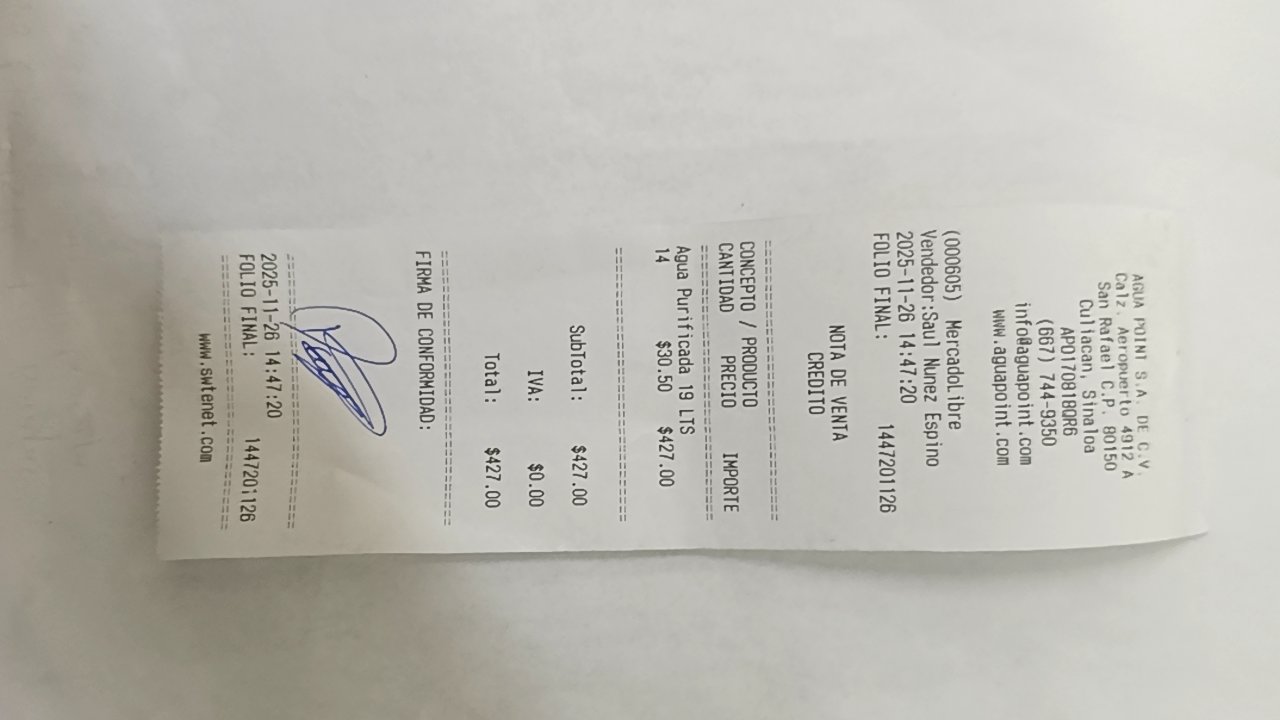 AGUA POINT S.A. DE C.V.
Calz. Aeropuerto 4912 A
San Rafael C.P. 80150
Culiacan, Sinaloa
APO170818QR6
(667) 744-9350
info@aguapoint.com
www.aguapoint.com
(000605) MercadoLibre
Vendedor:Saul Nunez Espino
2025-11-26 14:47:20
FOLIO FINAL: 1447201126
NOTA DE VENTA
CREDITO
==============================
CONCEPTO / PRODUCTO
CANTIDAD PRECIO IMPORTE
==============================
Agua Purificada 19 LTS
14 $30.50 $427.00
==============================
SubTotal: $427.00
IVA: $0.00
Total: $427.00
==============================
FIRMA DE CONFORMIDAD:
==============================
2025-11-26 14:47:20
FOLIO FINAL: 1447201126
==============================
www.swtenet.com